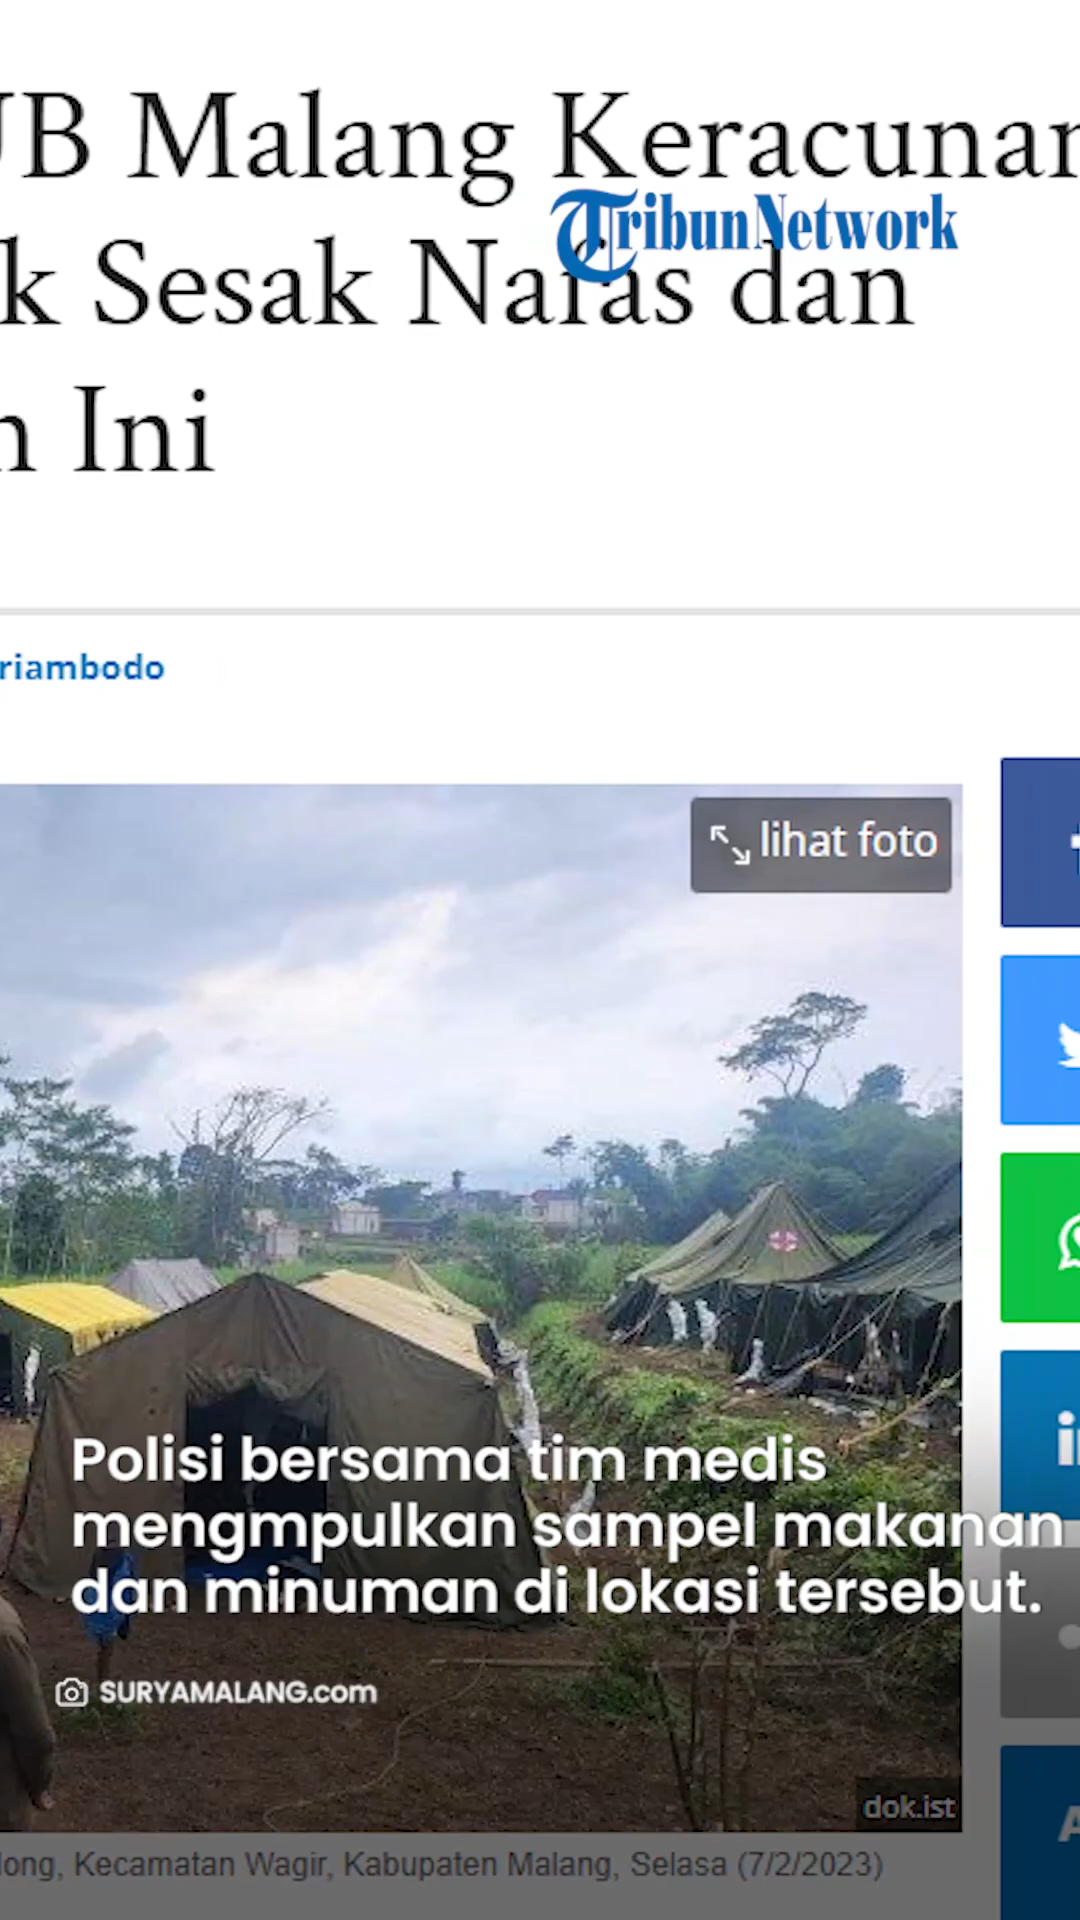 UB Malang Keracunan
TribunNetwork
k Sesak Nafas dan
n Ini
riambodo
lihat foto
Polisi bersama tim medis
mengmpulkan sampel makanan
dan minuman di lokasi tersebut.
SURYAMALANG.com
dok.ist
long, Kecamatan Wagir, Kabupaten Malang, Selasa (7/2/2023)